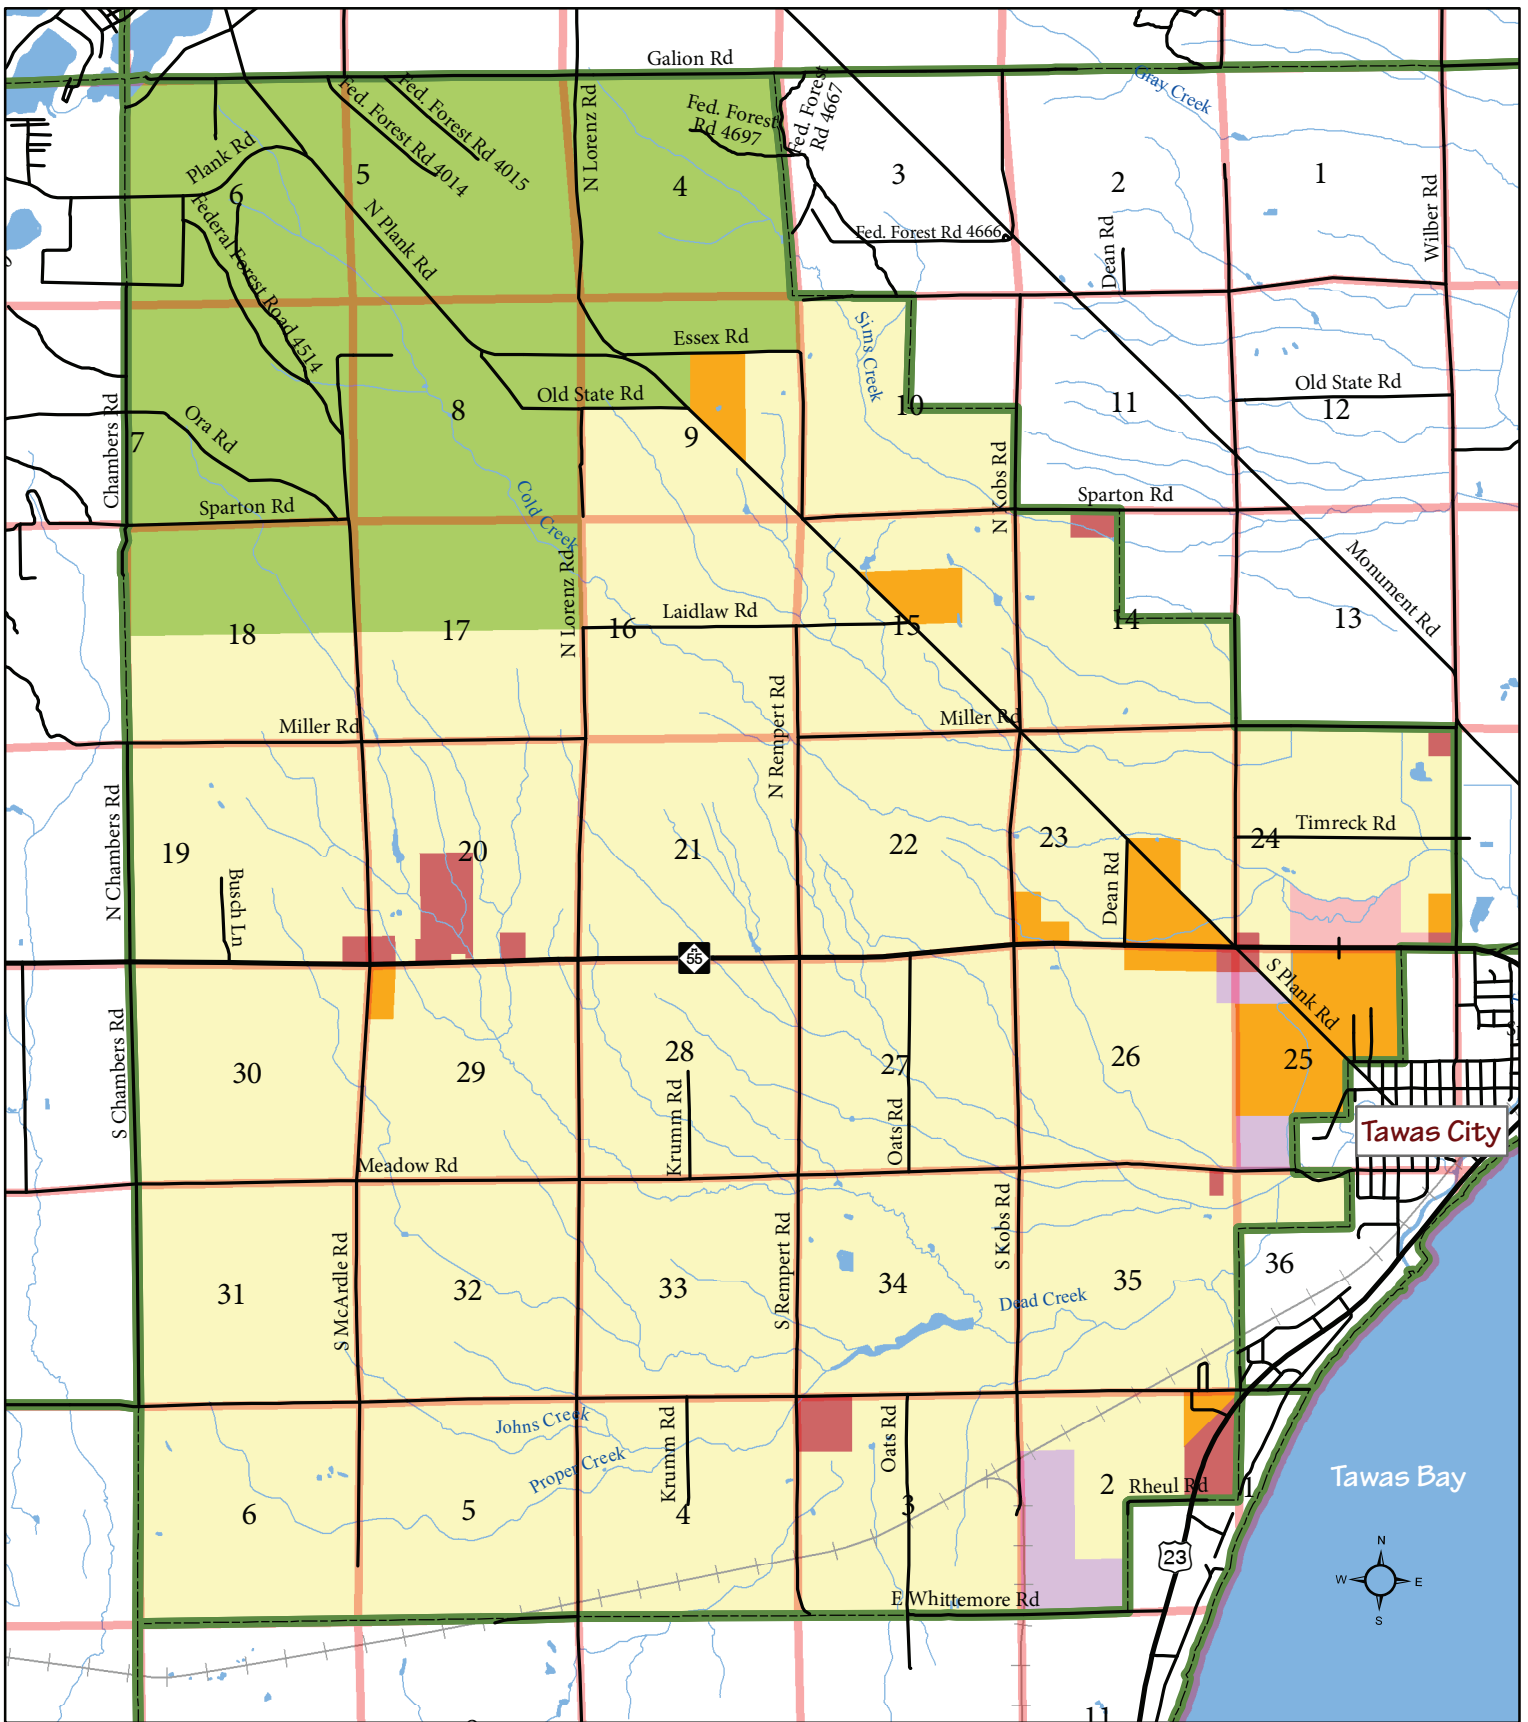 Galion Rd
Gray Creek
Fed. Forest Rd 4014
Fed. Forest Rd 4015
N Lorenz Rd
Fed. Forest
Rd 4697
Fed. Forest
Rd 4667
Plank Rd
6
5
4
3
2
1
Wilber Rd
N Plank Rd
Federal Forest Road 4514
Fed. Forest Rd 4666
Dean Rd
Sims Creek
Essex Rd
Old State Rd
Old State Rd
Chambers Rd
7
Ora Rd
8
9
10
11
12
N Kobs Rd
Sparton Rd
Sparton Rd
Cold Creek
Monument Rd
N Lorenz Rd
Laidlaw Rd
18
17
16
15
14
13
Miller Rd
Miller Rd
N Rempert Rd
N Chambers Rd
19
20
21
22
23
24
Timreck Rd
Busch Ln
Dean Rd
M
55
S Plank Rd
S Chambers Rd
30
29
28
27
26
25
Krumm Rd
Oats Rd
Tawas City
Meadow Rd
S McArdle Rd
S Rempert Rd
S Kobs Rd
31
32
33
34
35
36
Dead Creek
Johns Creek
Proper Creek
Krumm Rd
Oats Rd
Tawas Bay
6
5
4
3
2
Rheul Rd
1
23
E Whittemore Rd
N
W
E
S
11